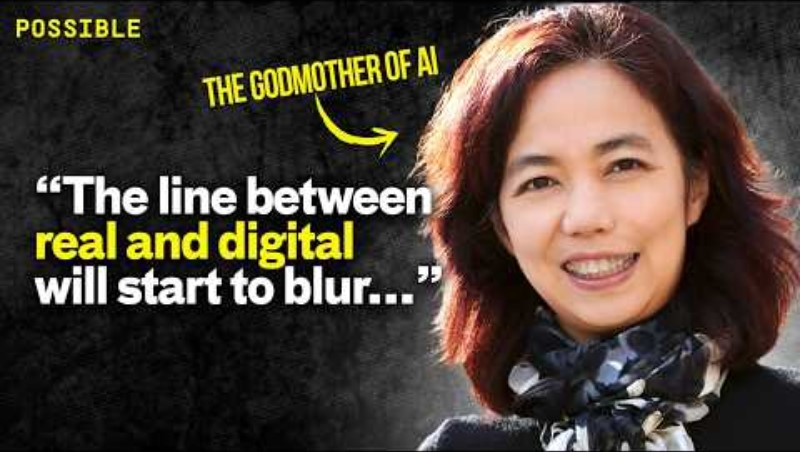 POSSIBLE
THE GODMOTHER OF AI
“The line between
real and digital
will start to blur...”